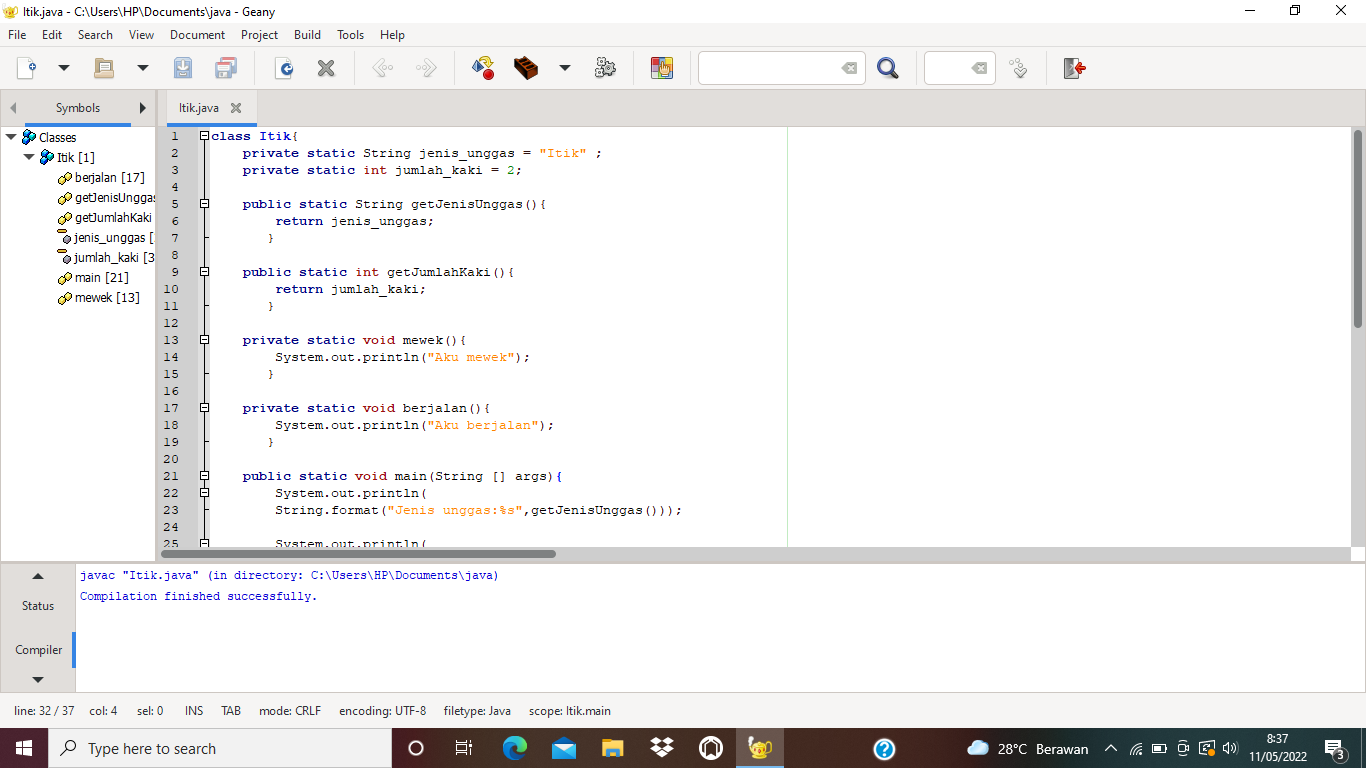 Itik.java - C:\Users\HP\Documents\java - Geany
File Edit Search View Document Project Build Tools Help
Symbols
Itik.java
Classes
Itik [1]
berjalan [17]
getJenisUnggas
getJumlahKaki
jenis_unggas [
jumlah_kaki [3
main [21]
mewek [13]
1 class Itik{
2 private static String jenis_unggas = "Itik" ;
3 private static int jumlah_kaki = 2;
4
5 public static String getJenisUnggas(){
6 return jenis_unggas;
7 }
8
9 public static int getJumlahKaki(){
10 return jumlah_kaki;
11 }
12
13 private static void mewek(){
14 System.out.println("Aku mewek");
15 }
16
17 private static void berjalan(){
18 System.out.println("Aku berjalan");
19 }
20
21 public static void main(String [] args){
22 System.out.println(
23 String.format("Jenis unggas:%s",getJenisUnggas()));
24
25 System.out.println(
Status
Compiler
javac "Itik.java" (in directory: C:\Users\HP\Documents\java)
Compilation finished successfully.
line: 32 / 37 col: 4 sel: 0 INS TAB mode: CRLF encoding: UTF-8 filetype: Java scope: Itik.main
Type here to search
28°C Berawan
8:37
11/05/2022
3